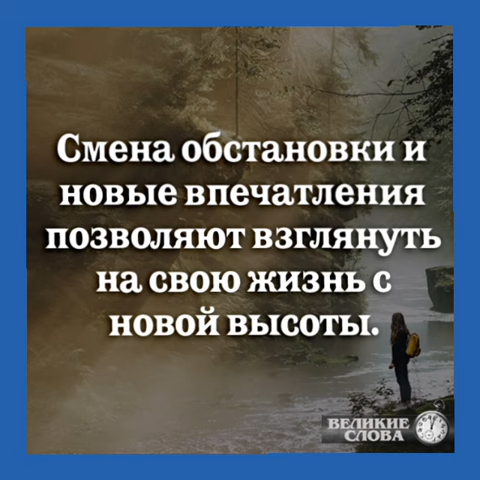 Смена обстановки и
новые впечатления
позволяют взглянуть
на свою жизнь с
новой высоты.
ВЕЛИКИЕ
СЛОВА